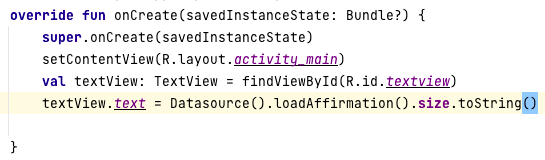 override fun onCreate(savedInstanceState: Bundle?) {
    super.onCreate(savedInstanceState)
    setContentView(R.layout.activity_main)
    val textView: TextView = findViewById(R.id.textview)
    textView.text = Datasource().loadAffirmation().size.toString()
}